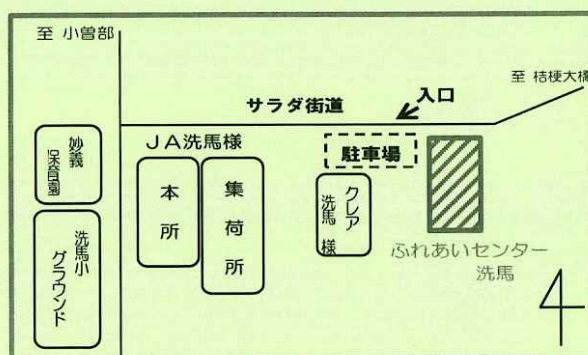 至 小曽部
至 桔梗大橋
サラダ街道
入口
JA洗馬様
駐車場
妙義
保育園
本所
集荷所
クレア
洗馬 様
洗馬小
グラウンド
ふれあいセンター
洗馬